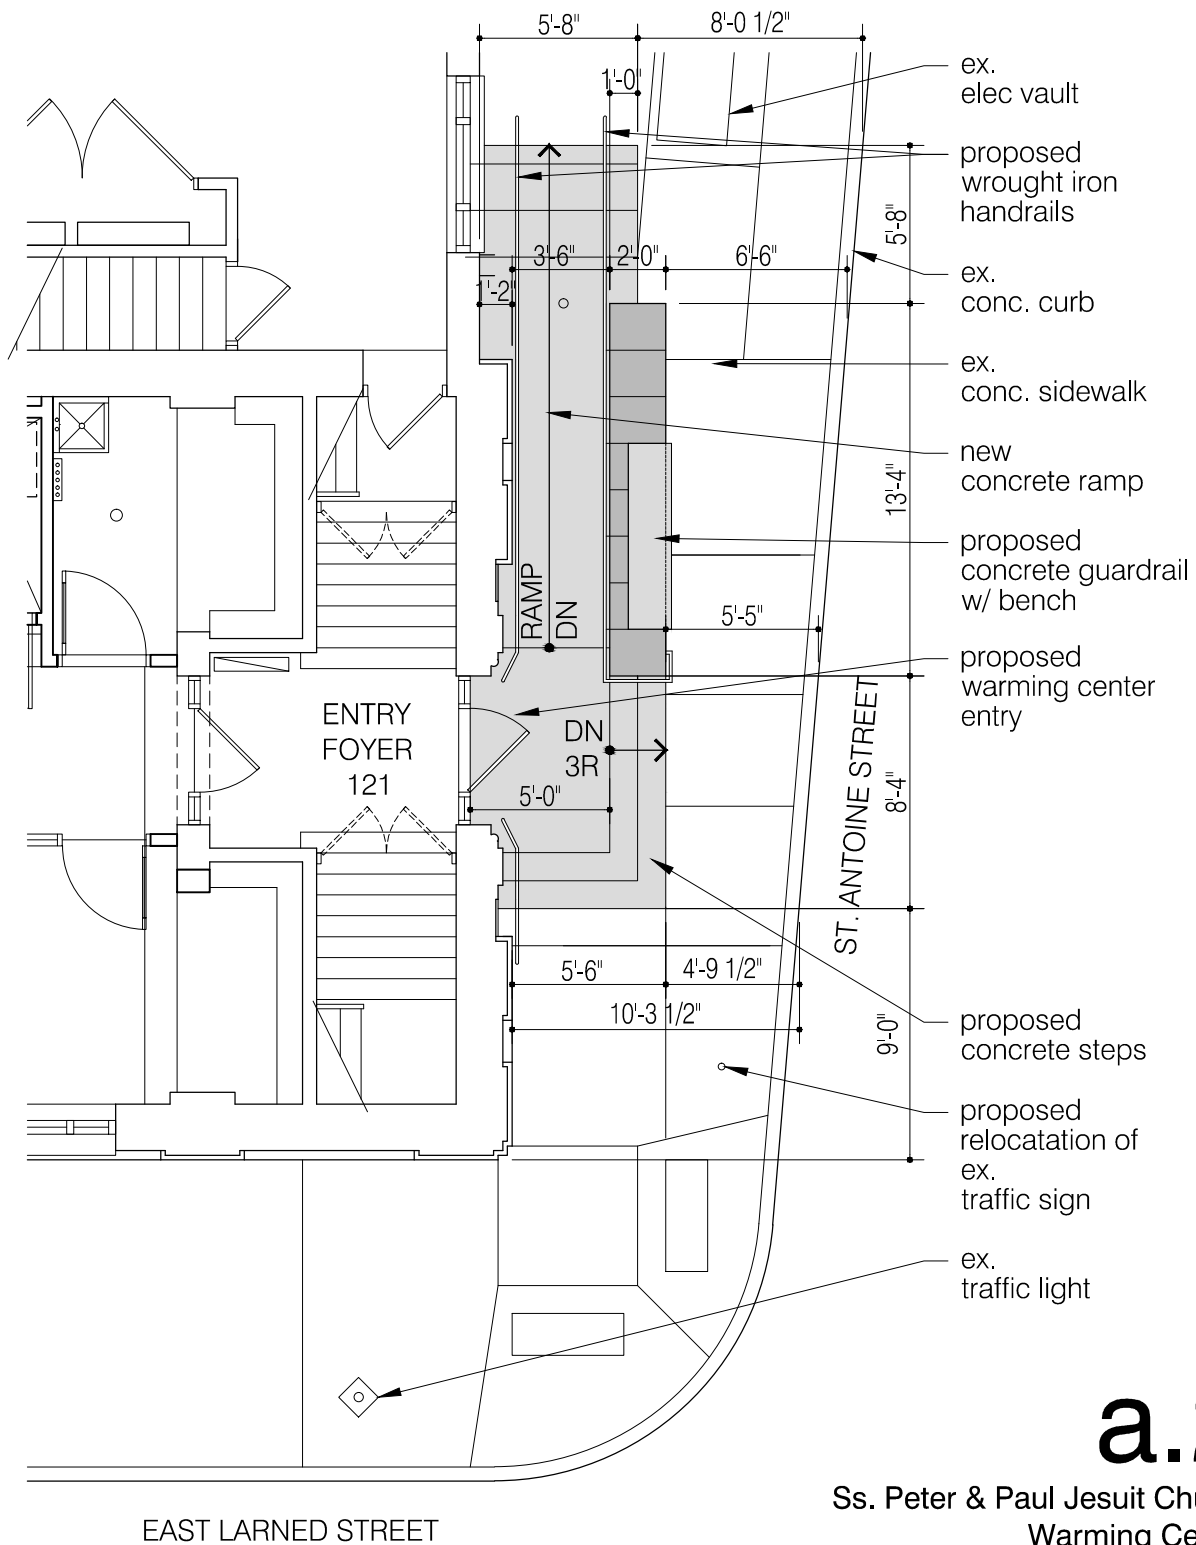 5'-8"
8'-0 1/2"
1'-0"
ex.
elec vault
proposed
wrought iron
handrails
5'-8"
3'-6"
2'-0"
6'-6"
1'-2"
ex.
conc. curb
ex.
conc. sidewalk
new
concrete ramp
13'-4"
proposed
concrete guardrail
w/ bench
RAMP
DN
5'-5"
proposed
warming center
entry
ENTRY
FOYER
121
DN
3R
5'-0"
ST. ANTOINE STREET
8'-4"
5'-6"
4'-9 1/2"
10'-3 1/2"
9'-0"
proposed
concrete steps
proposed
relocatation of
ex.
traffic sign
ex.
traffic light
a.
Ss. Peter & Paul Jesuit
Warming
EAST LARNED STREET